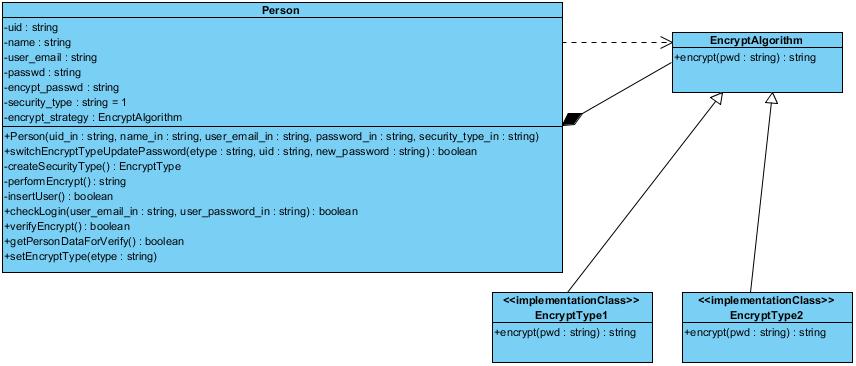 Person
-uid : string
-name : string
-user_email : string
-passwd : string
-encypt_passwd : string
-security_type : string = 1
-encrypt_strategy : EncryptAlgorithm
+Person(uid_in : string, name_in : string, user_email_in : string, password_in : string, security_type_in : string)
+switchEncryptTypeUpdatePassword(etype : string, uid : string, new_password : string) : boolean
-createSecurityType() : EncryptType
-performEncrypt() : string
-insertUser() : boolean
+checkLogin(user_email_in : string, user_password_in : string) : boolean
+verifyEncrypt() : boolean
+getPersonDataForVerify() : boolean
+setEncryptType(etype : string)
EncryptAlgorithm
+encrypt(pwd : string) : string
<<implementationClass>>
EncryptType1
+encrypt(pwd : string) : string
<<implementationClass>>
EncryptType2
+encrypt(pwd : string) : string